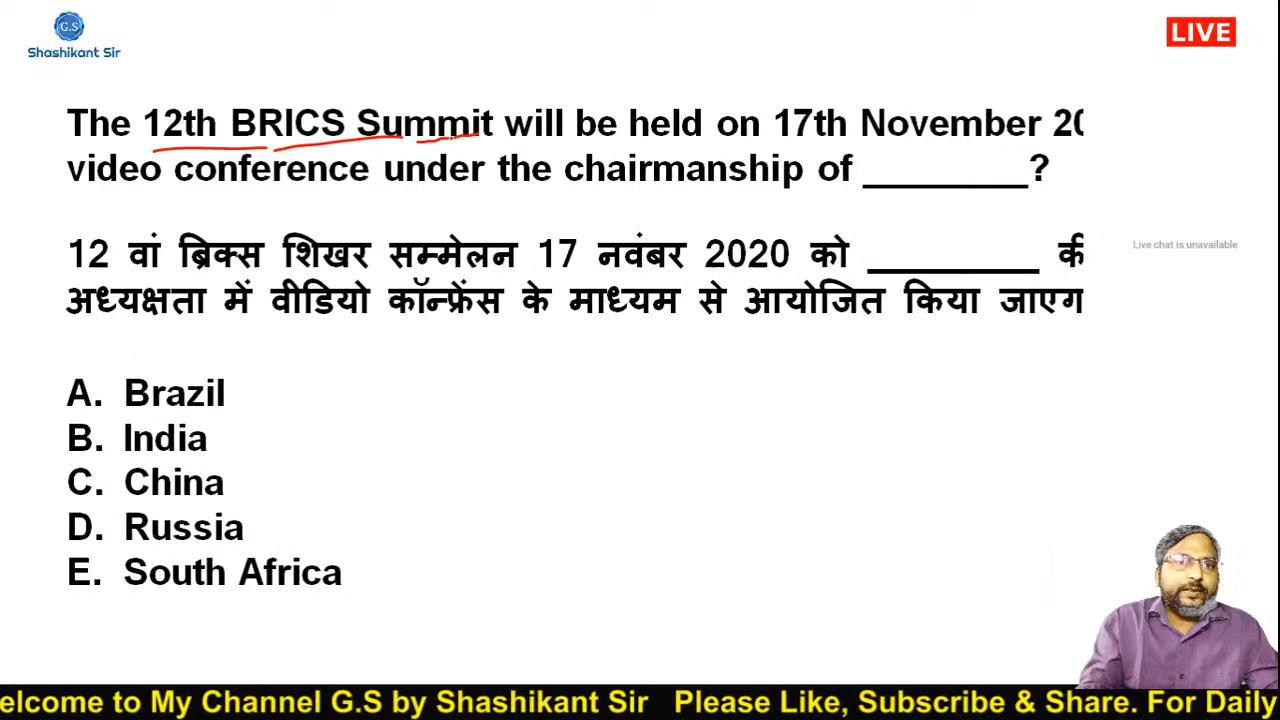 G.S
Shashikant Sir
LIVE
The 12th BRICS Summit will be held on 17th November 20
video conference under the chairmanship of ________?
12 वां ब्रिक्स शिखर सम्मेलन 17 नवंबर 2020 को ________ की
अध्यक्षता में वीडियो कॉन्फ्रेंस के माध्यम से आयोजित किया जाएग
Live chat is unavailable
A. Brazil
B. India
C. China
D. Russia
E. South Africa
elcome to My Channel G.S by Shashikant Sir Please Like, Subscribe & Share. For Daily